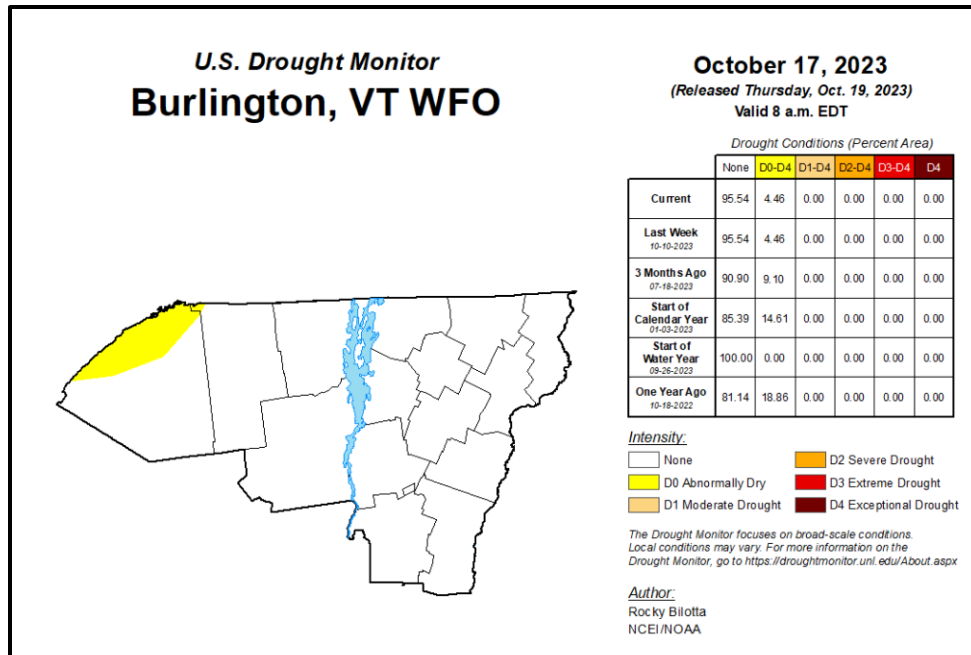 U.S. Drought Monitor
Burlington, VT WFO
October 17, 2023
(Released Thursday, Oct. 19, 2023)
Valid 8 a.m. EDT
Drought Conditions (Percent Area)
None D0-D4 D1-D4 D2-D4 D3-D4 D4
Current 95.54 4.46 0.00 0.00 0.00 0.00
Last Week
10-10-2023 95.54 4.46 0.00 0.00 0.00 0.00
3 Months Ago
07-18-2023 90.90 9.10 0.00 0.00 0.00 0.00
Start of
Calendar Year
01-03-2023 85.39 14.61 0.00 0.00 0.00 0.00
Start of
Water Year
09-26-2023 100.00 0.00 0.00 0.00 0.00 0.00
One Year Ago
10-18-2022 81.14 18.86 0.00 0.00 0.00 0.00
Intensity:
None D2 Severe Drought
D0 Abnormally Dry D3 Extreme Drought
D1 Moderate Drought D4 Exceptional Drought
The Drought Monitor focuses on broad-scale conditions.
Local conditions may vary. For more information on the
Drought Monitor, go to https://droughtmonitor.unl.edu/About.aspx
Author:
Rocky Bilotta
NCEI/NOAA